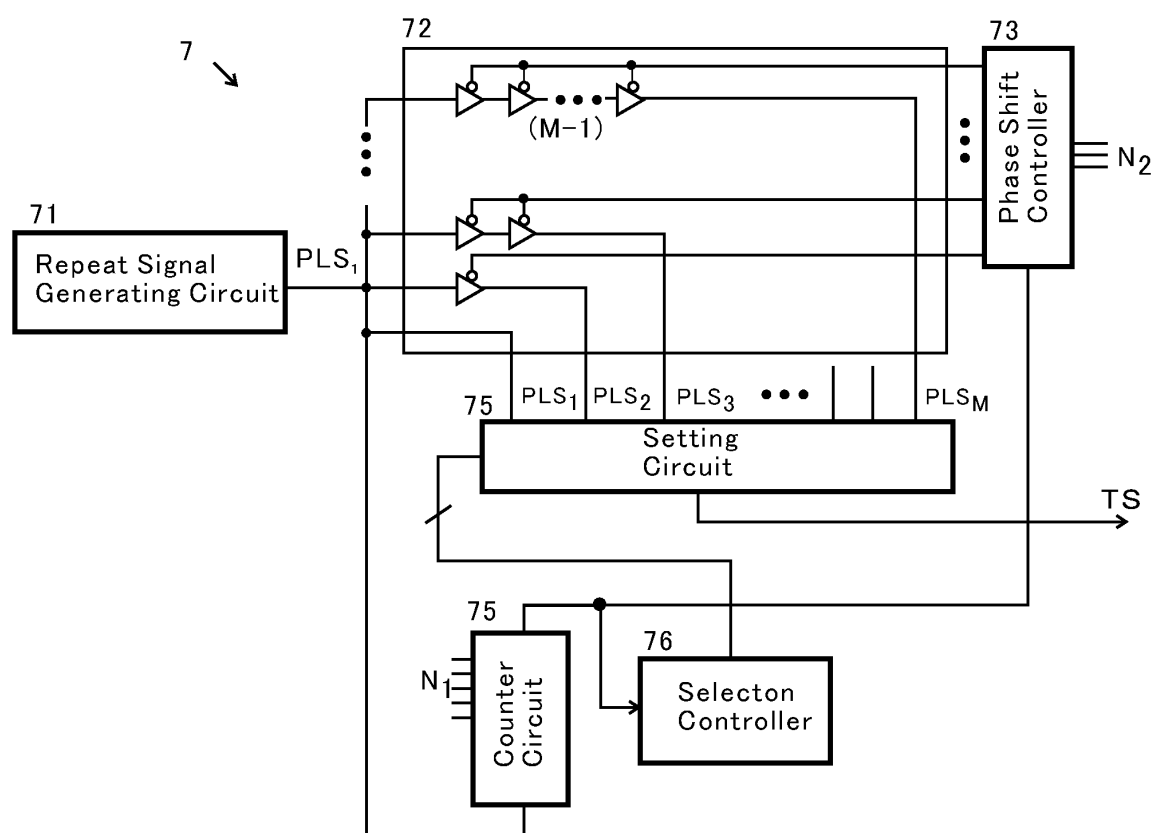 7
72
73
(M-1)
Phase Shift
Controller
N2
71
Repeat Signal
Generating Circuit
PLS1
75
PLS1
PLS2
PLS3
PLSM
Setting
Circuit
TS
75
N1
Counter
Circuit
76
Selecton
Controller